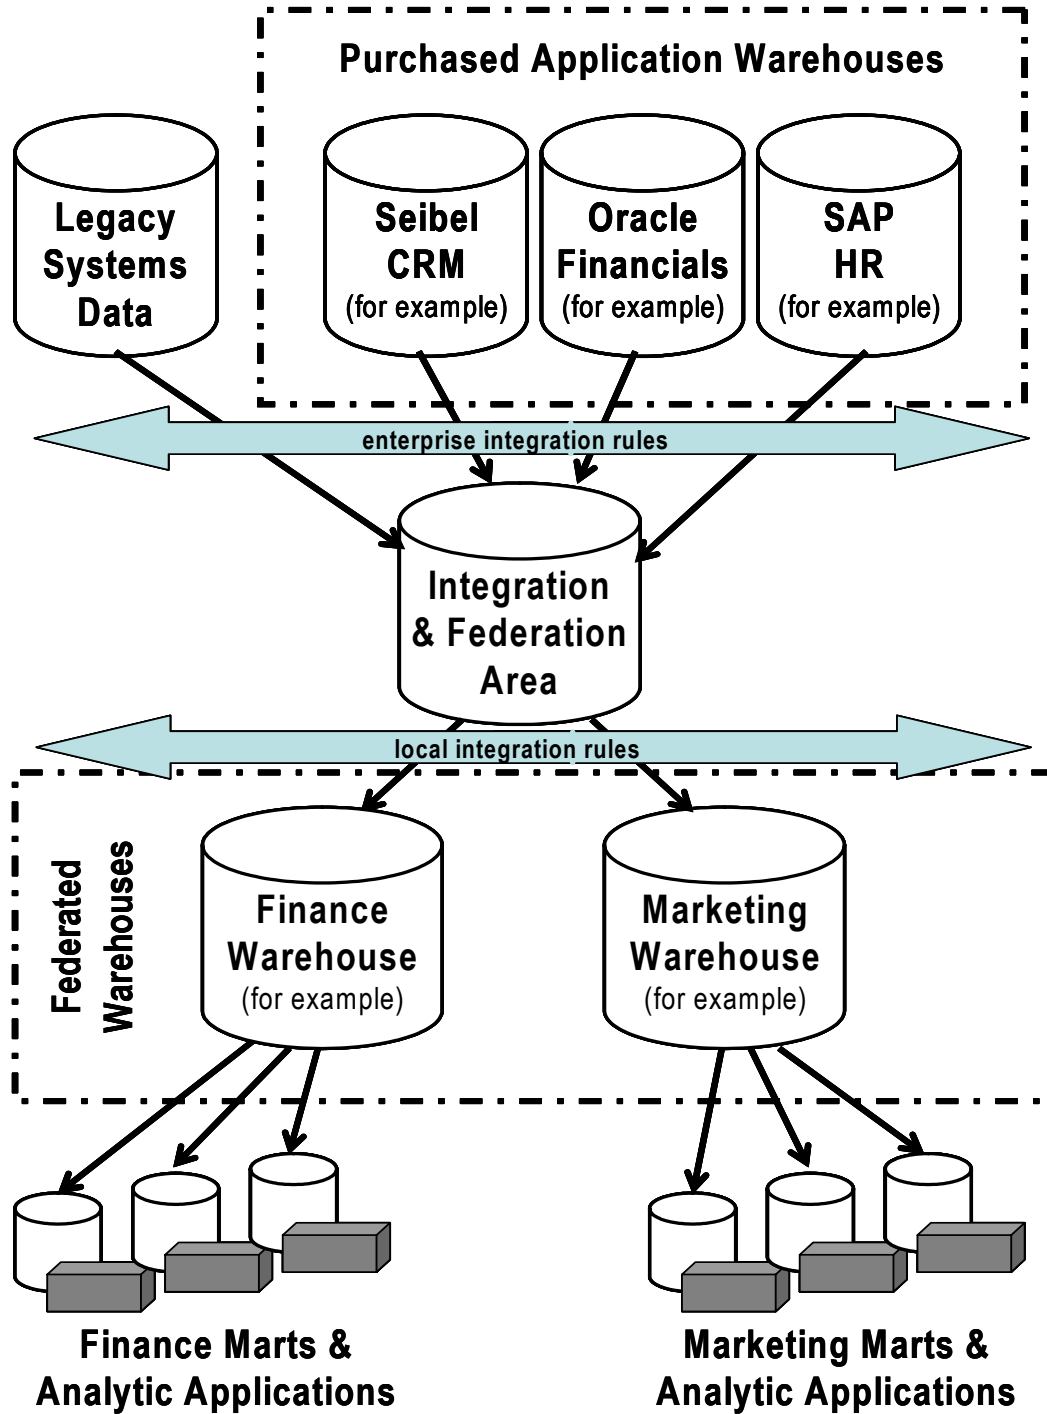 Purchased Application Warehouses
Legacy
Systems
Data
Seibel
CRM
(for example)
Oracle
Financials
(for example)
SAP
HR
(for example)
enterprise integration rules
Integration
& Federation
Area
local integration rules
Federated
Warehouses
Finance
Warehouse
(for example)
Marketing
Warehouse
(for example)
Finance Marts &
Analytic Applications
Marketing Marts &
Analytic Applications